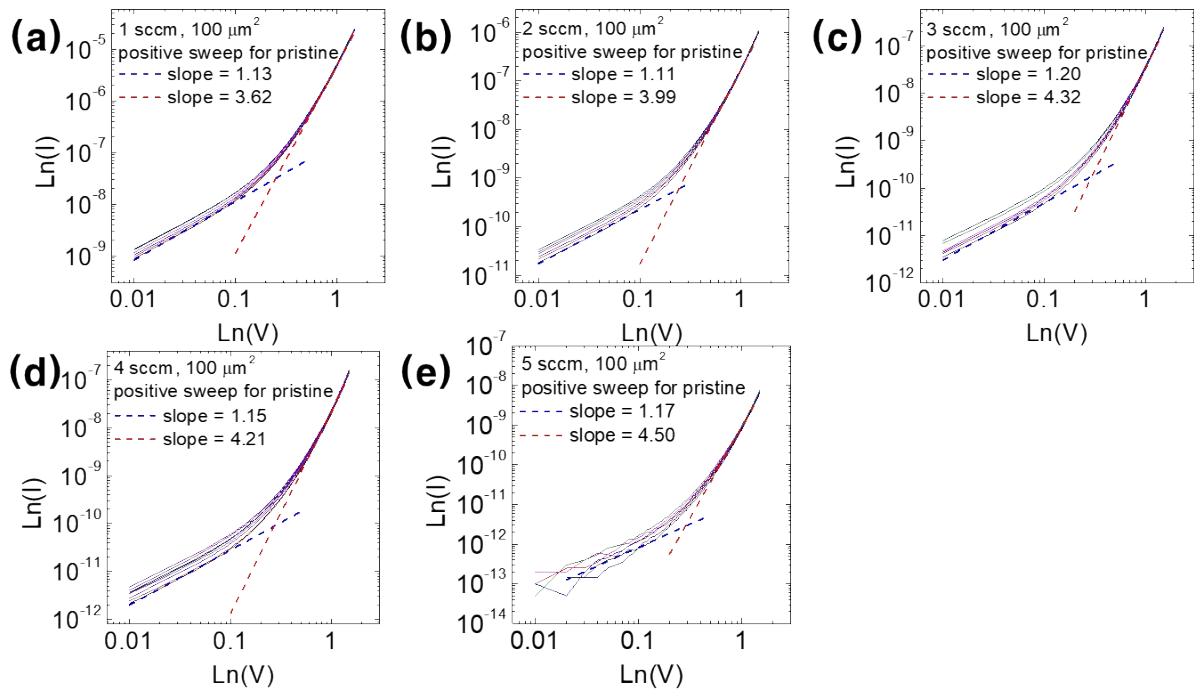 (a)
1 sccm, 100 μm²
positive sweep for pristine
slope = 1.13
slope = 3.62
10⁻⁵
10⁻⁶
10⁻⁷
10⁻⁸
10⁻⁹
Ln(I)
0.01 0.1 1
Ln(V)
(b)
2 sccm, 100 μm²
positive sweep for pristine
slope = 1.11
slope = 3.99
10⁻⁵
10⁻⁶
10⁻⁷
10⁻⁸
10⁻⁹
10⁻¹⁰
10⁻¹¹
Ln(I)
0.01 0.1 1
Ln(V)
(c)
3 sccm, 100 μm²
positive sweep for pristine
slope = 1.20
slope = 4.32
10⁻⁷
10⁻⁸
10⁻⁹
10⁻¹⁰
10⁻¹¹
10⁻¹²
Ln(I)
0.01 0.1 1
Ln(V)
(d)
4 sccm, 100 μm²
positive sweep for pristine
slope = 1.15
slope = 4.21
10⁻⁷
10⁻⁸
10⁻⁹
10⁻¹⁰
10⁻¹¹
10⁻¹²
Ln(I)
0.01 0.1 1
Ln(V)
(e)
5 sccm, 100 μm²
positive sweep for pristine
slope = 1.17
slope = 4.50
10⁻⁷
10⁻⁸
10⁻⁹
10⁻¹⁰
10⁻¹¹
10⁻¹²
10⁻¹³
10⁻¹⁴
Ln(I)
0.01 0.1 1
Ln(V)